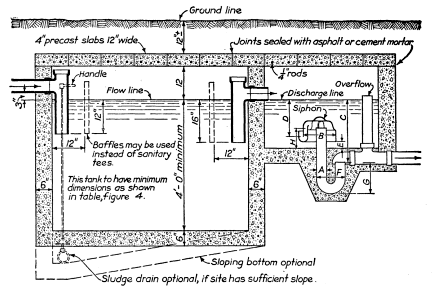 Ground line
4" precast slabs 12" wide
12"±
Joints sealed with asphalt or cement mortar
Handle
12
1/4" rods
Overflow
Discharge line
Siphon
Flow line
3"
12"
16"
D
C
H
E
12"
Baffles may be used
instead of sanitary
tees.
12"
4'-0" minimum
A
F
G
6"
This tank to have minimum
dimensions as shown
in table, figure 4.
6"
6
Sloping bottom optional
Sludge drain optional, if site has sufficient slope.